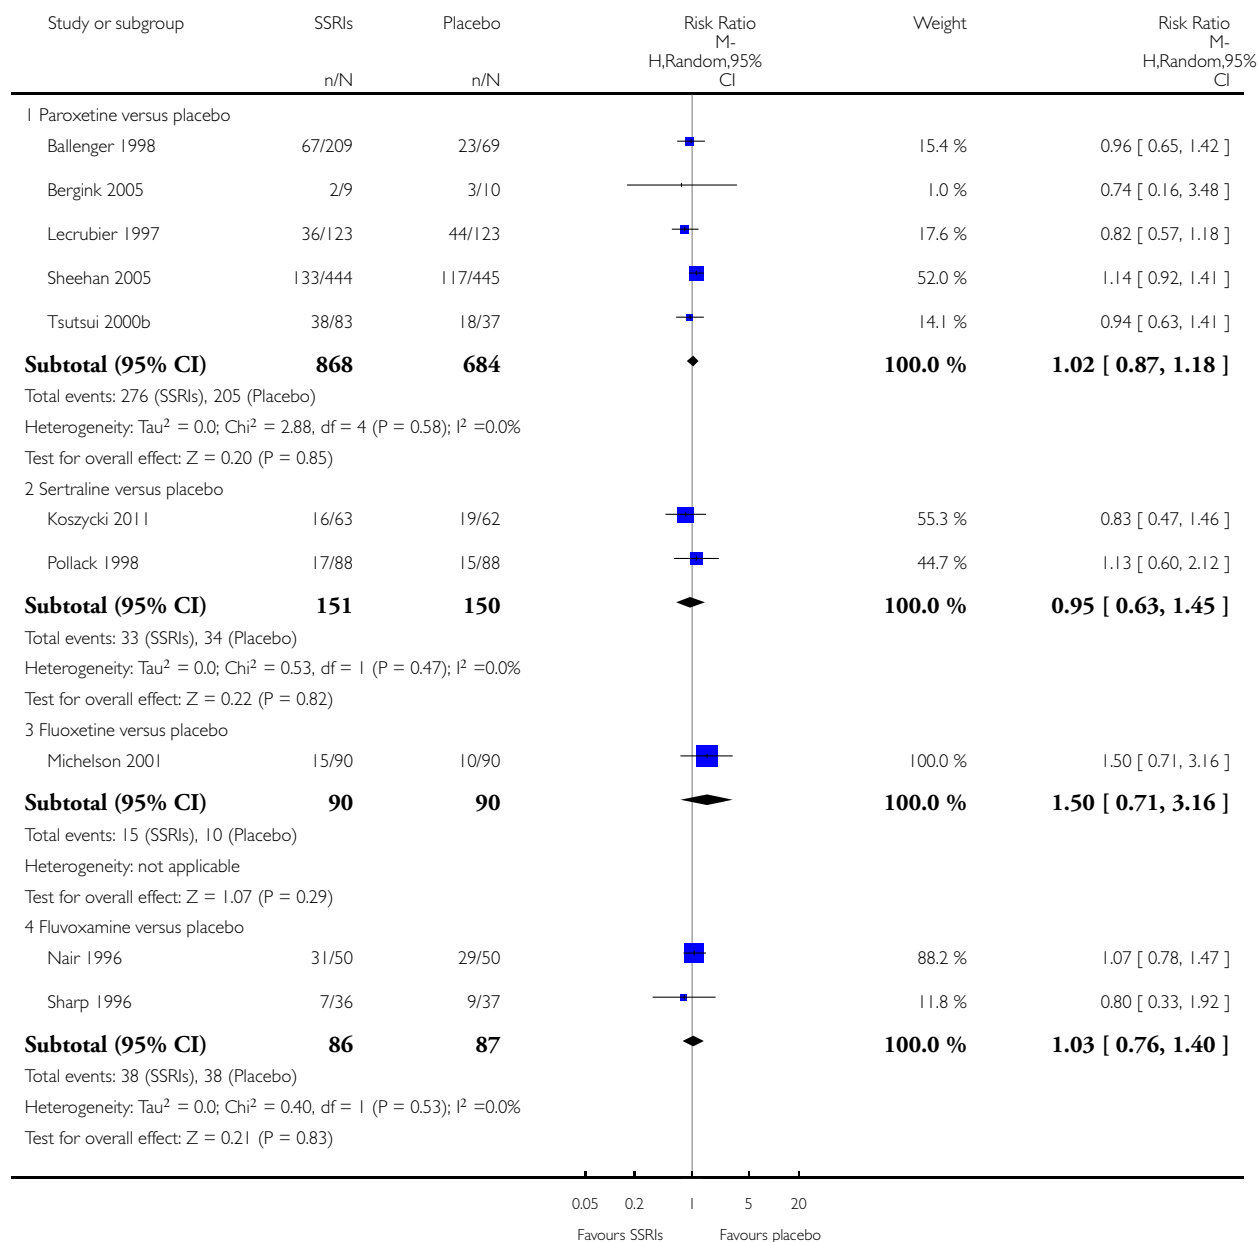 Study or subgroup SSRIs Placebo Risk Ratio Weight Risk Ratio
M- M-
H,Random,95% H,Random,95%
n/N n/N CI CI
1 Paroxetine versus placebo
Ballenger 1998 67/209 23/69 15.4 % 0.96 [ 0.65, 1.42 ]
Bergink 2005 2/9 3/10 1.0 % 0.74 [ 0.16, 3.48 ]
Lecrubier 1997 36/123 44/123 17.6 % 0.82 [ 0.57, 1.18 ]
Sheehan 2005 133/444 117/445 52.0 % 1.14 [ 0.92, 1.41 ]
Tsutsui 2000b 38/83 18/37 14.1 % 0.94 [ 0.63, 1.41 ]
Subtotal (95% CI) 868 684 100.0 % 1.02 [ 0.87, 1.18 ]
Total events: 276 (SSRIs), 205 (Placebo)
Heterogeneity: Tau² = 0.0; Chi² = 2.88, df = 4 (P = 0.58); I² =0.0%
Test for overall effect: Z = 0.20 (P = 0.85)
2 Sertraline versus placebo
Koszycki 2011 16/63 19/62 55.3 % 0.83 [ 0.47, 1.46 ]
Pollack 1998 17/88 15/88 44.7 % 1.13 [ 0.60, 2.12 ]
Subtotal (95% CI) 151 150 100.0 % 0.95 [ 0.63, 1.45 ]
Total events: 33 (SSRIs), 34 (Placebo)
Heterogeneity: Tau² = 0.0; Chi² = 0.53, df = 1 (P = 0.47); I² =0.0%
Test for overall effect: Z = 0.22 (P = 0.82)
3 Fluoxetine versus placebo
Michelson 2001 15/90 10/90 100.0 % 1.50 [ 0.71, 3.16 ]
Subtotal (95% CI) 90 90 100.0 % 1.50 [ 0.71, 3.16 ]
Total events: 15 (SSRIs), 10 (Placebo)
Heterogeneity: not applicable
Test for overall effect: Z = 1.07 (P = 0.29)
4 Fluvoxamine versus placebo
Nair 1996 31/50 29/50 88.2 % 1.07 [ 0.78, 1.47 ]
Sharp 1996 7/36 9/37 11.8 % 0.80 [ 0.33, 1.92 ]
Subtotal (95% CI) 86 87 100.0 % 1.03 [ 0.76, 1.40 ]
Total events: 38 (SSRIs), 38 (Placebo)
Heterogeneity: Tau² = 0.0; Chi² = 0.40, df = 1 (P = 0.53); I² =0.0%
Test for overall effect: Z = 0.21 (P = 0.83)
0.05 0.2 1 5 20
Favours SSRIs Favours placebo